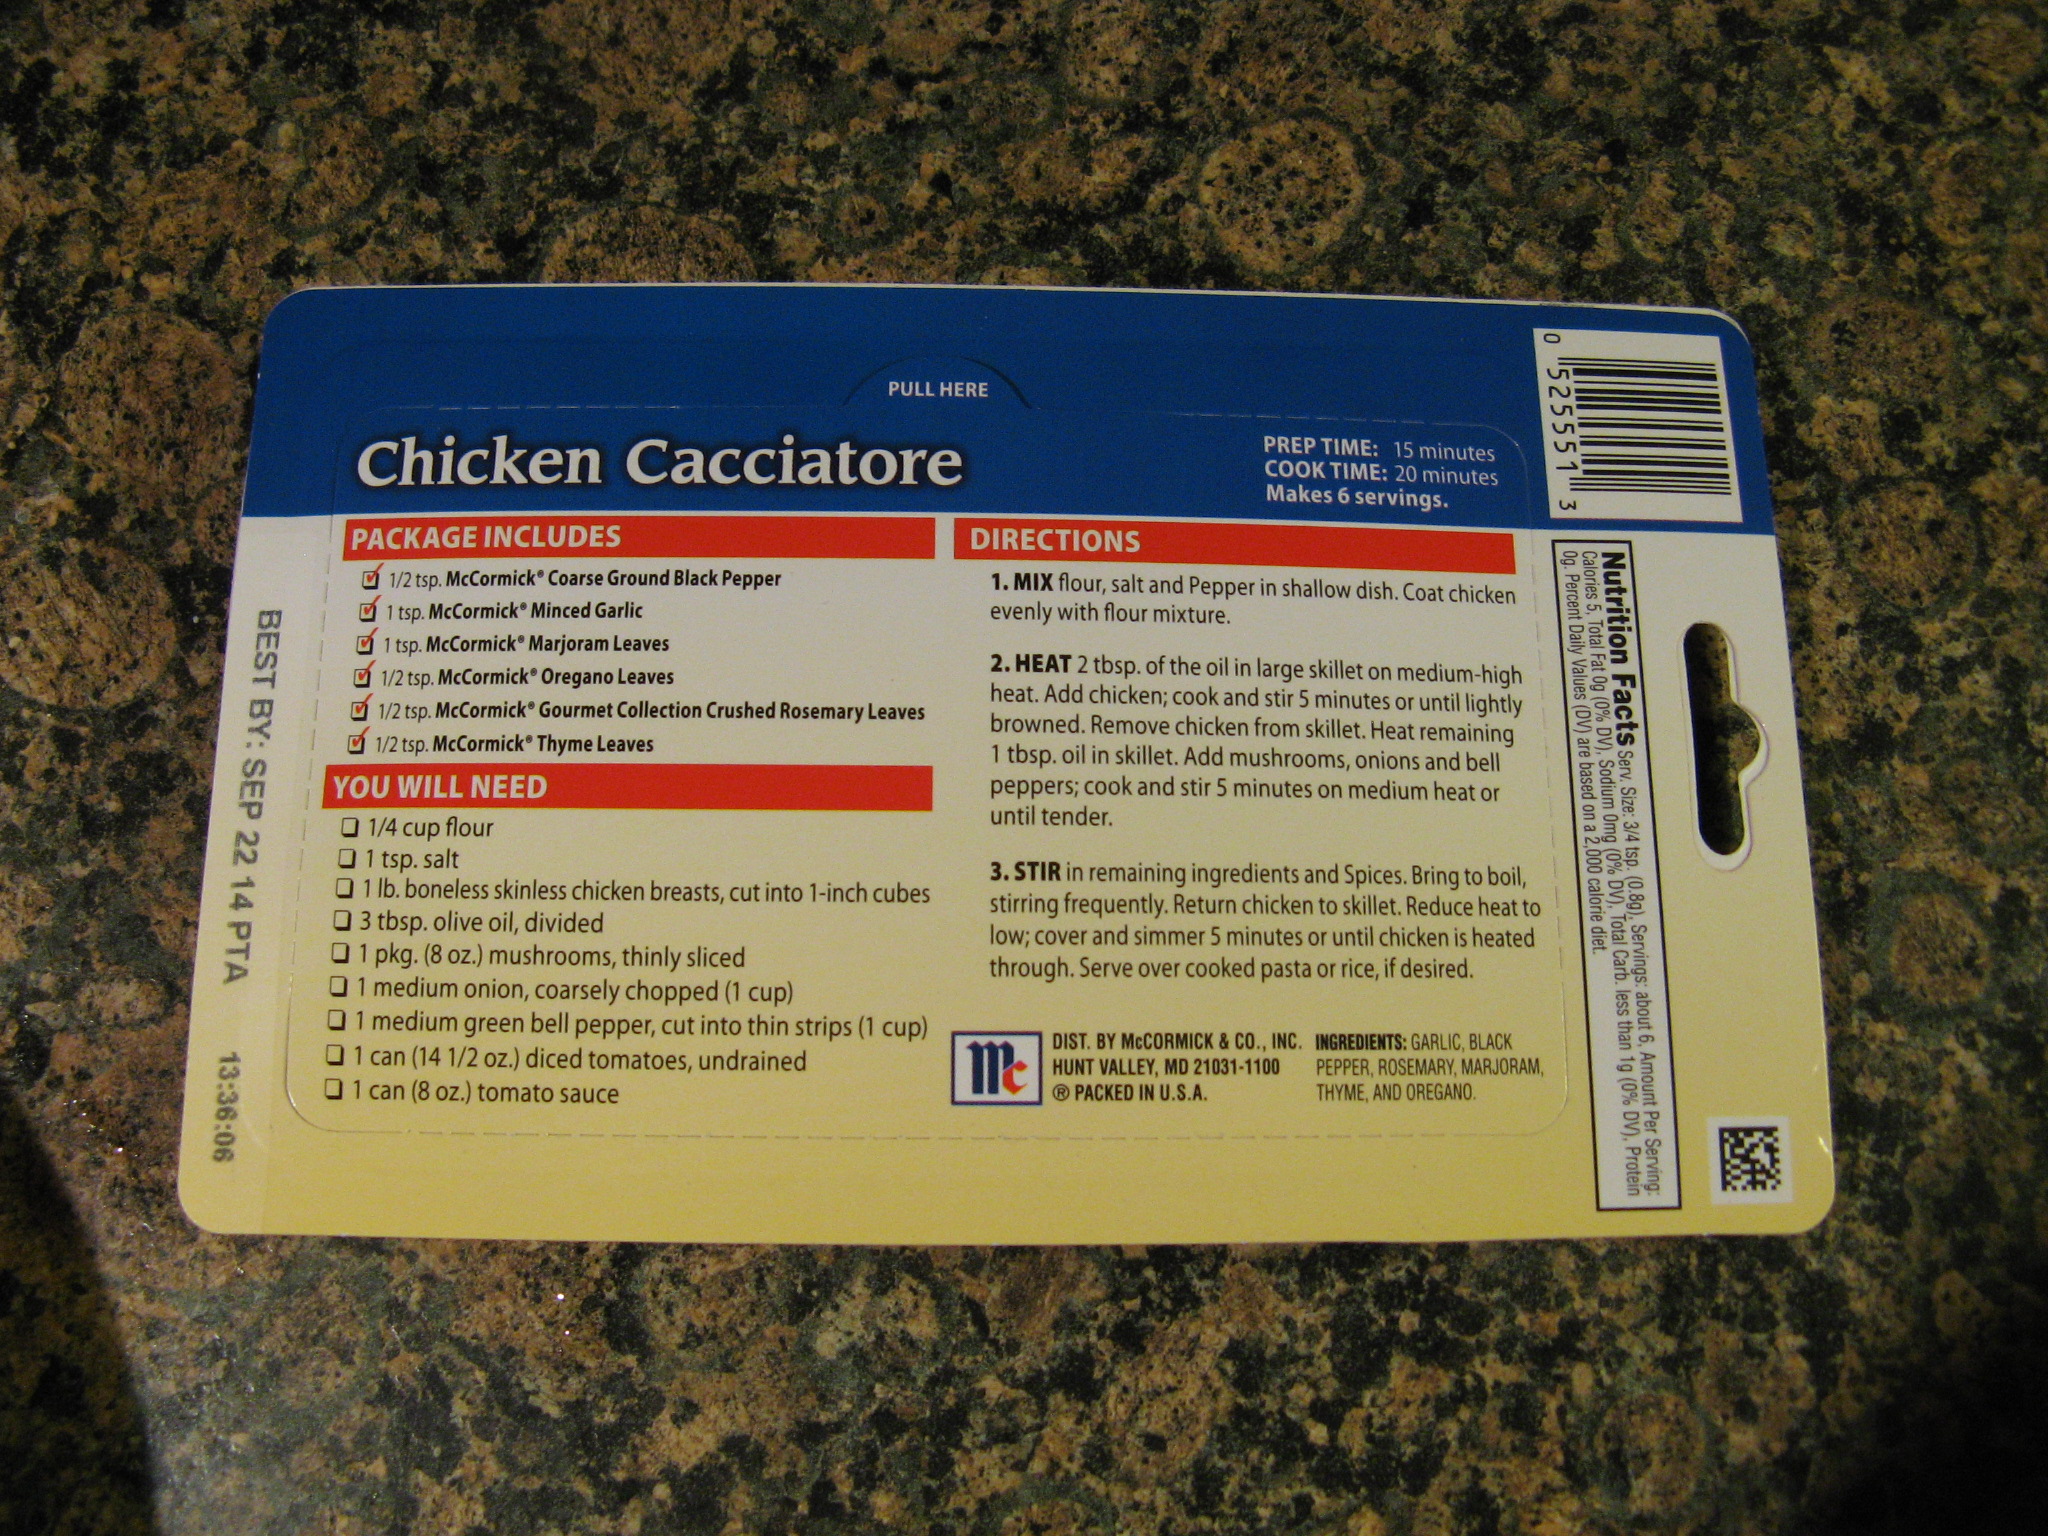 PULL HERE
Chicken Cacciatore
PREP TIME: 15 minutes
COOK TIME: 20 minutes
Makes 6 servings.
PACKAGE INCLUDES
1/2 tsp. McCormick® Coarse Ground Black Pepper
1 tsp. McCormick® Minced Garlic
1 tsp. McCormick® Marjoram Leaves
1/2 tsp. McCormick® Oregano Leaves
1/2 tsp. McCormick® Gourmet Collection Crushed Rosemary Leaves
1/2 tsp. McCormick® Thyme Leaves
YOU WILL NEED
1/4 cup flour
1 tsp. salt
1 lb. boneless skinless chicken breasts, cut into 1-inch cubes
3 tbsp. olive oil, divided
1 pkg. (8 oz.) mushrooms, thinly sliced
1 medium onion, coarsely chopped (1 cup)
1 medium green bell pepper, cut into thin strips (1 cup)
1 can (14 1/2 oz.) diced tomatoes, undrained
1 can (8 oz.) tomato sauce
DIRECTIONS
1. MIX flour, salt and Pepper in shallow dish. Coat chicken
evenly with flour mixture.
2. HEAT 2 tbsp. of the oil in large skillet on medium-high
heat. Add chicken; cook and stir 5 minutes or until lightly
browned. Remove chicken from skillet. Heat remaining
1 tbsp. oil in skillet. Add mushrooms, onions and bell
peppers; cook and stir 5 minutes on medium heat or
until tender.
3. STIR in remaining ingredients and Spices. Bring to boil,
stirring frequently. Return chicken to skillet. Reduce heat to
low; cover and simmer 5 minutes or until chicken is heated
through. Serve over cooked pasta or rice, if desired.
Mc
DIST. BY McCORMICK & CO., INC.
HUNT VALLEY, MD 21031-1100
® PACKED IN U.S.A.
INGREDIENTS: GARLIC, BLACK
PEPPER, ROSEMARY, MARJORAM,
THYME, AND OREGANO.
BEST BY: SEP 22 14 PTA 13:36:06
0 5255513
Nutrition Facts Serv. Size: 3/4 tsp. (0.8g), Servings: about 6, Amount Per Serving:
Calories 5, Total Fat 0g (0% DV), Sodium 0mg (0% DV), Total Carb. less than 1g (0% DV), Protein
0g. Percent Daily Values (DV) are based on a 2,000 calorie diet.